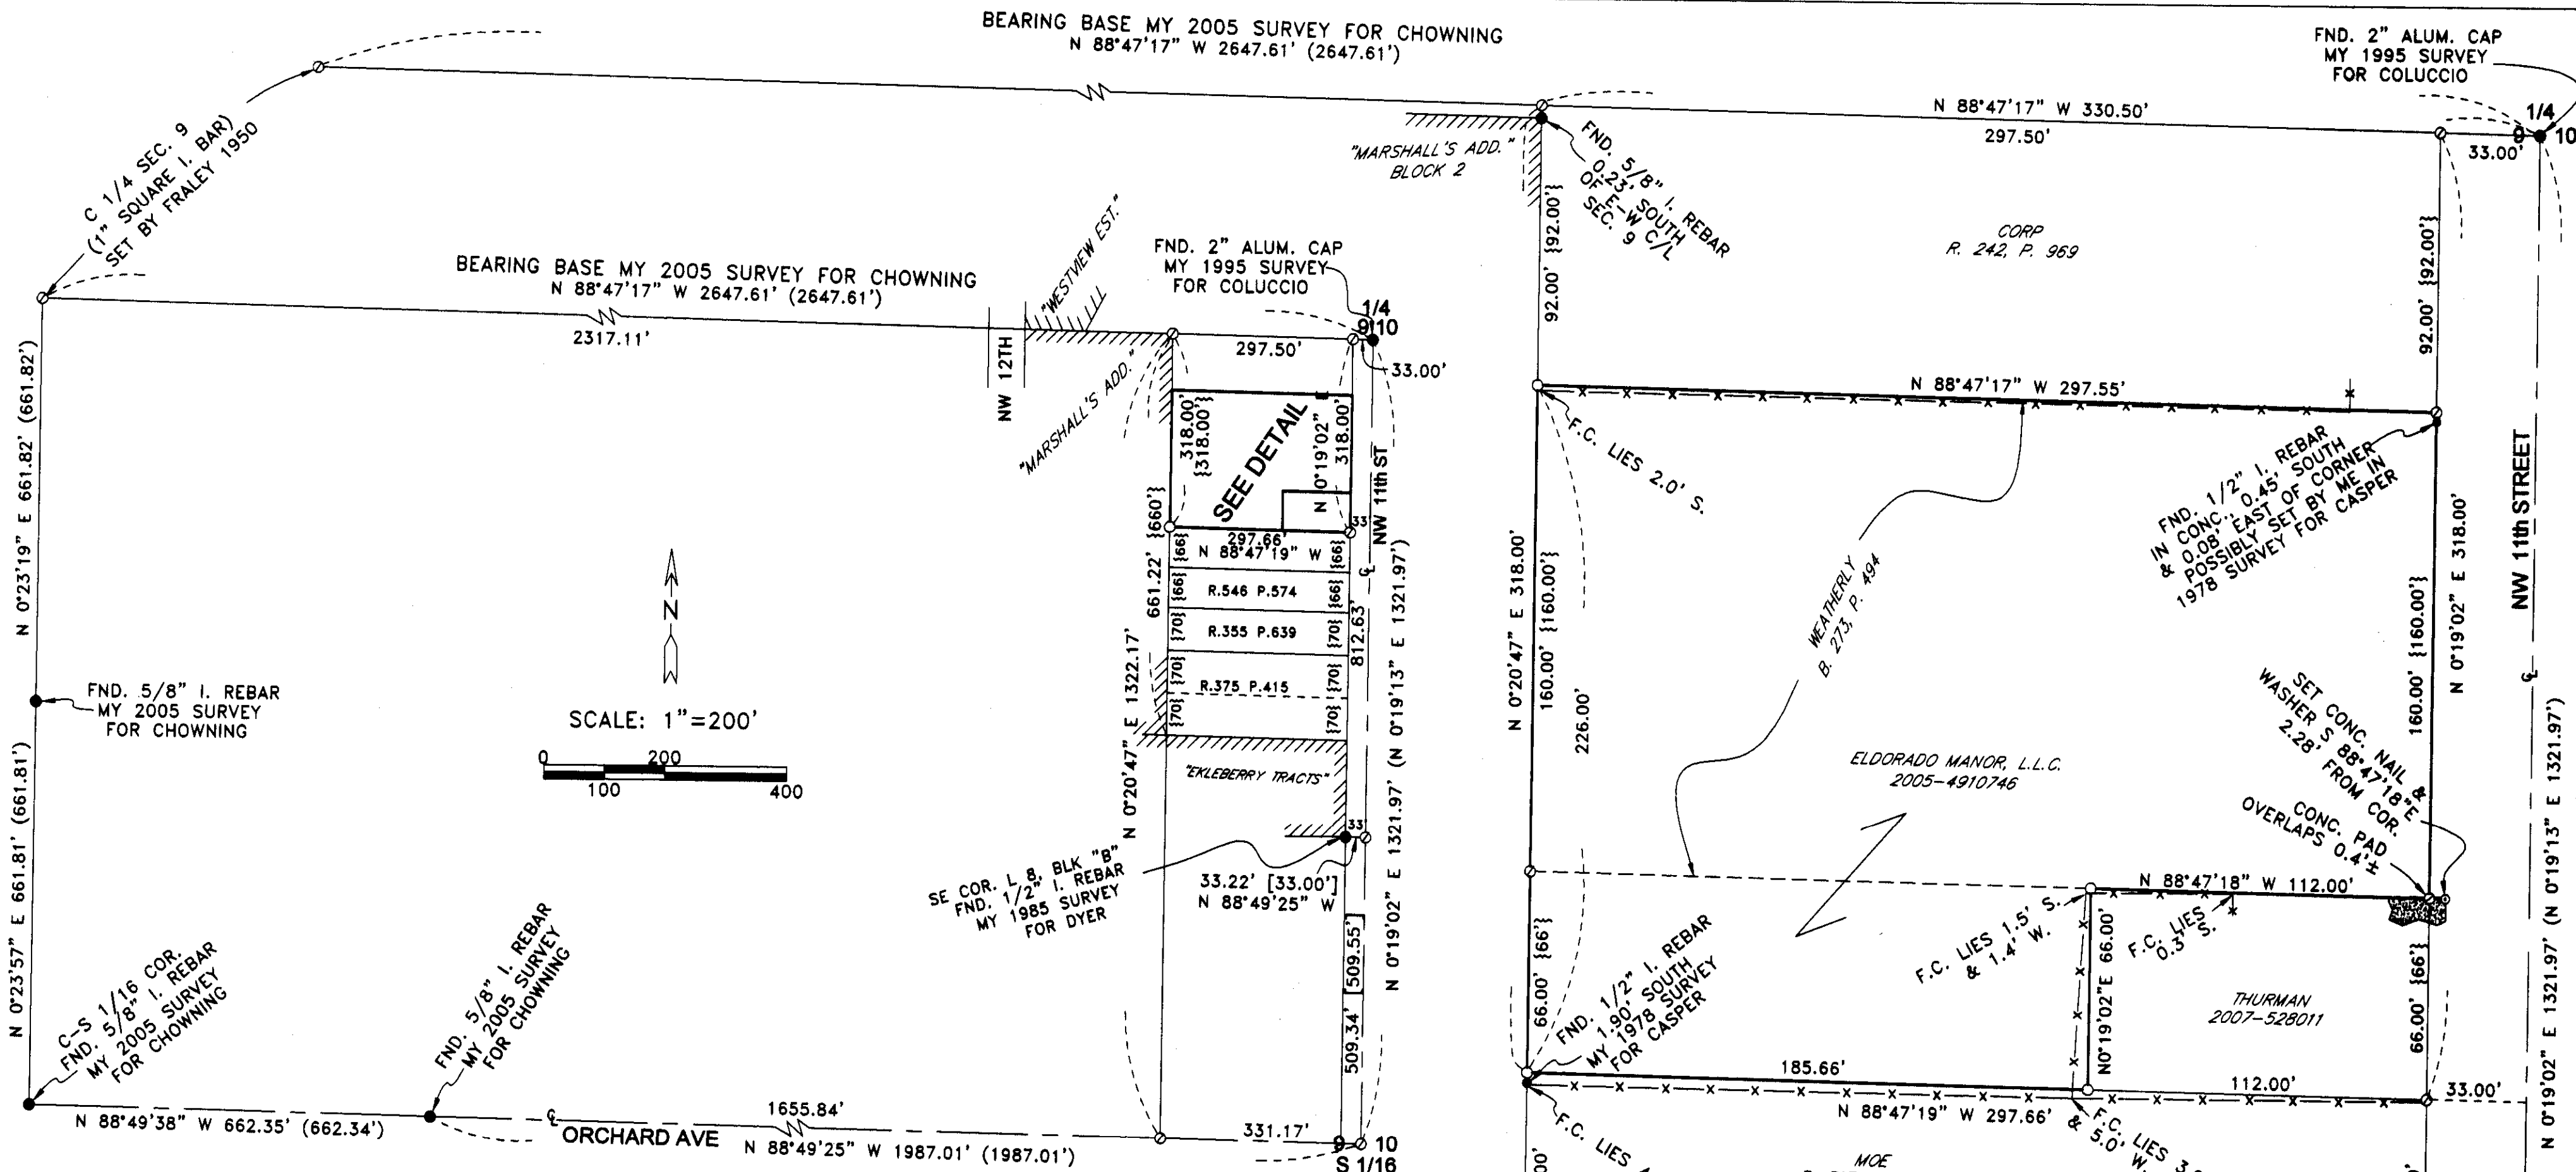 BEARING BASE MY 2005 SURVEY FOR CHOWNING
N 88°47'17" W 2647.61' (2647.61')
C 1/4 SEC. 9
(1" SQUARE I. BAR)
SET BY FRALEY 1950
BEARING BASE MY 2005 SURVEY FOR CHOWNING
N 88°47'17" W 2647.61' (2647.61')
2317.11'
NW 12TH
"WESTVIEW EST."
"MARSHALL'S ADD."
FND. 2" ALUM. CAP
MY 1995 SURVEY
FOR COLUCCIO
1/4
9 10
297.50'
33.00'
318.00'
{318.00'}
SEE DETAIL
N 0°19'02" E
318.00'
33'
NW 11th ST
297.66'
N 88°47'19" W
{66}
{66}
{66}
R.546 P.574
{66}
{70}
R.355 P.639
{70}
{70}
R.375 P.415
{70}
{70}
{70}
661.22' {660'}
N 0°20'47" E 1322.17'
812.63'
℄
N 0°19'02" E 1321.97' (N 0°19'13" E 1321.97')
"EKLEBERRY TRACTS"
33'
SE COR. L 8, BLK "B"
FND. 1/2" I. REBAR
MY 1985 SURVEY
FOR DYER
33.22' [33.00']
N 88°49'25" W
509.34' [509.55']
N 0°23'19" E 661.82' (661.82')
FND. 5/8" I. REBAR
MY 2005 SURVEY
FOR CHOWNING
N
SCALE: 1"=200'
0
200
100
400
N 0°23'57" E 661.81' (661.81')
C-S 1/16 COR.
FND. 5/8" I. REBAR
MY 2005 SURVEY
FOR CHOWNING
FND. 5/8" I. REBAR
MY 2005 SURVEY
FOR CHOWNING
N 88°49'38" W 662.35' (662.34')
℄
ORCHARD AVE
1655.84'
N 88°49'25" W 1987.01' (1987.01')
331.17'
9 10
S 1/16
FND. 2" ALUM. CAP
MY 1995 SURVEY
FOR COLUCCIO
N 88°47'17" W 330.50'
297.50'
1/4
9 10
33.00'
"MARSHALL'S ADD."
BLOCK 2
FND. 5/8" I. REBAR
0.23' SOUTH
OF E-W C/L
SEC. 9
CORP
R. 242, P. 969
92.00' {92.00'}
92.00' {92.00'}
N 88°47'17" W 297.55'
F.C. LIES 2.0' S.
FND. 1/2" I. REBAR
IN CONC., 0.45' SOUTH
& 0.08' EAST OF CORNER
POSSIBLY SET BY ME IN
1978 SURVEY FOR CASPER
N 0°20'47" E 318.00'
160.00' {160.00'}
226.00'
WEATHERLY
B. 273, P. 494
160.00' {160.00'}
N 0°19'02" E 318.00'
NW 11th STREET
℄
ELDORADO MANOR, L.L.C.
2005-4910746
SET CONC. NAIL &
WASHER S 88°47'18"E
2.28' FROM COR.
CONC. PAD
OVERLAPS 0.4'±
N 88°47'18" W 112.00'
F.C. LIES 1.5' S.
& 1.4' W.
F.C. LIES
0.3' S.
N0°19'02"E 66.00'
THURMAN
2007-528011
66.00' {66'}
66.00' {66'}
FND. 1/2" I. REBAR
1.90' SOUTH
MY 1978 SURVEY
FOR CASPER
185.66'
112.00'
33.00'
N 88°47'19" W 297.66'
F.C. LIES
F.C. LIES
& 5.0' W.
MOE
N 0°19'02" E 1321.97' (N 0°19'13" E 1321.97')